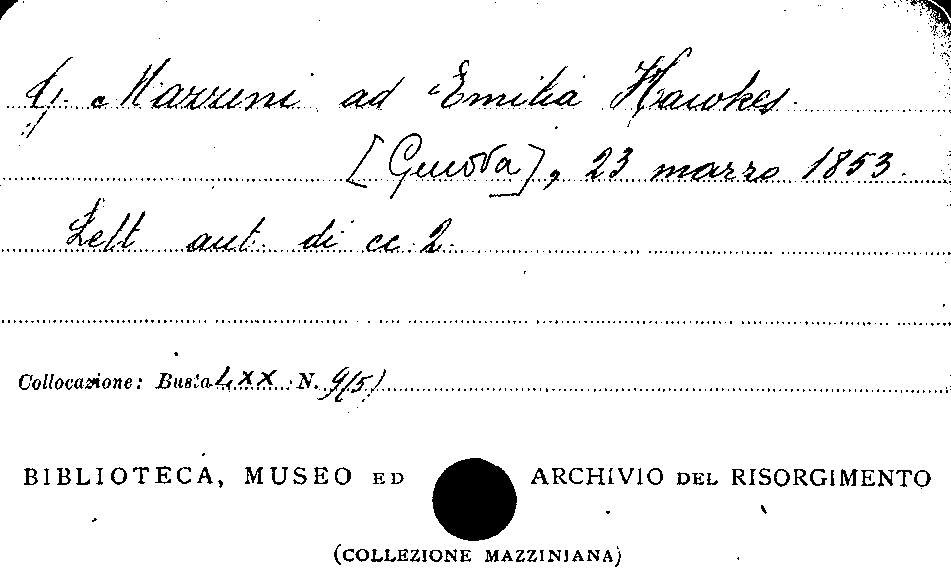 G. Mazzini ad Emilia Hawkes.
[Genova], 23 marzo 1853.
Lett. aut. di cc. 2.
Collocazione: Busta LXX N. 9(5)
BIBLIOTECA, MUSEO ED ARCHIVIO DEL RISORGIMENTO
(COLLEZIONE MAZZINIANA)